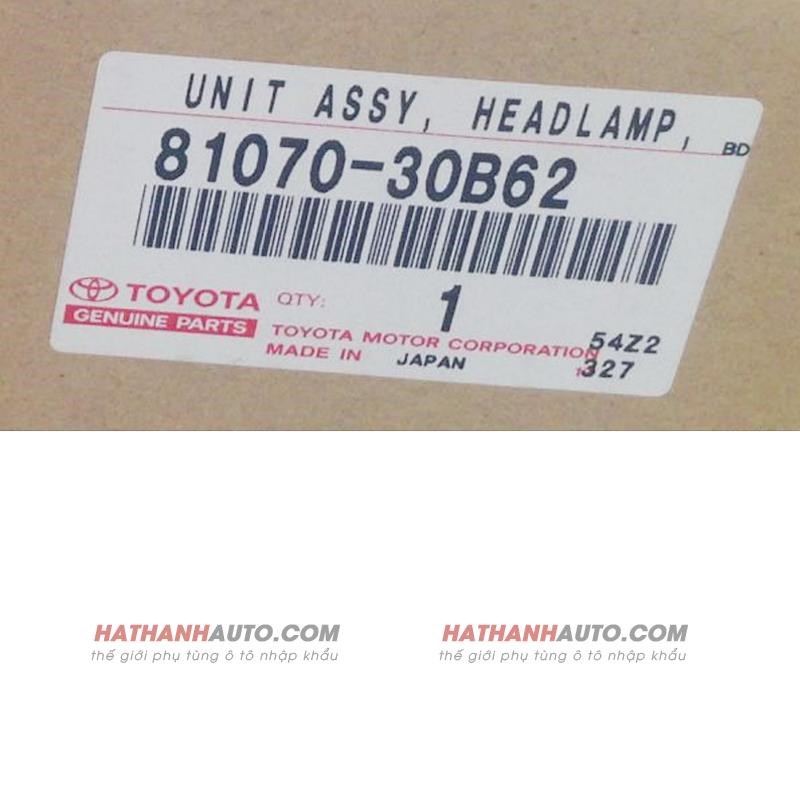 UNIT ASSY, HEADLAMP, BD
81070-30B62
TOYOTA QTY: 1
GENUINE PARTS
TOYOTA MOTOR CORPORATION 54Z2
MADE IN JAPAN 327
HATHANHAUTO.COM HATHANHAUTO.COM
thế giới phụ tùng ô tô nhập khẩu thế giới phụ tùng ô tô nhập khẩu